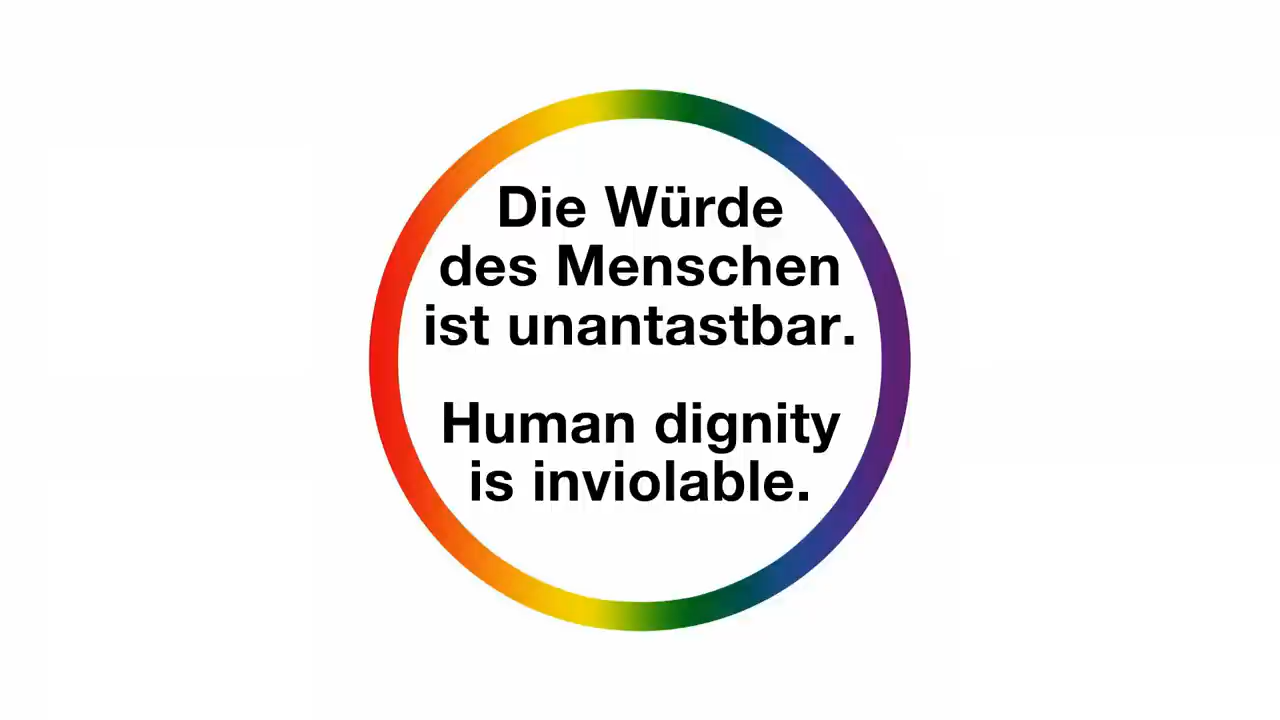 Die Würde
des Menschen
ist unantastbar.
Human dignity
is inviolable.